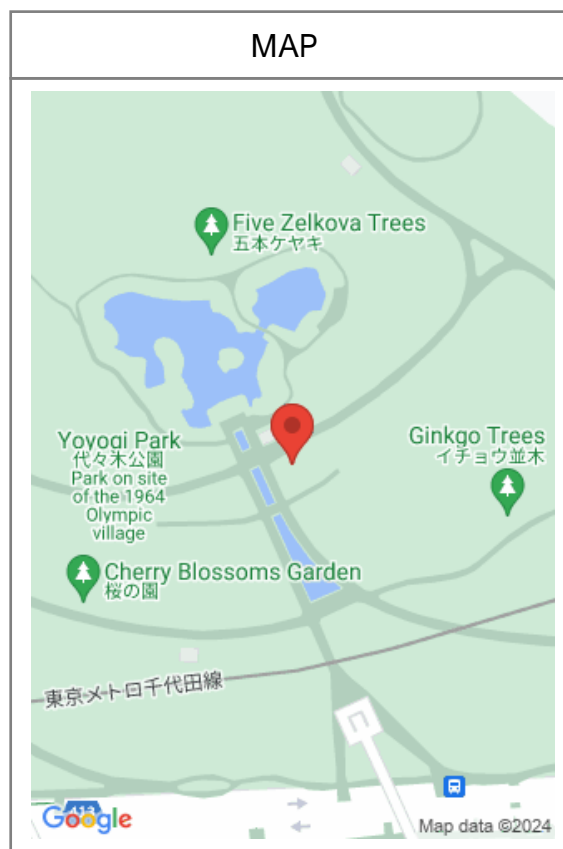 MAP
Five Zelkova Trees
五本ケヤキ
Yoyogi Park
代々木公園
Park on site
of the 1964
Olympic
village
Ginkgo Trees
イチョウ並木
Cherry Blossoms Garden
桜の園
東京メトロ千代田線
413
Google
Map data ©2024